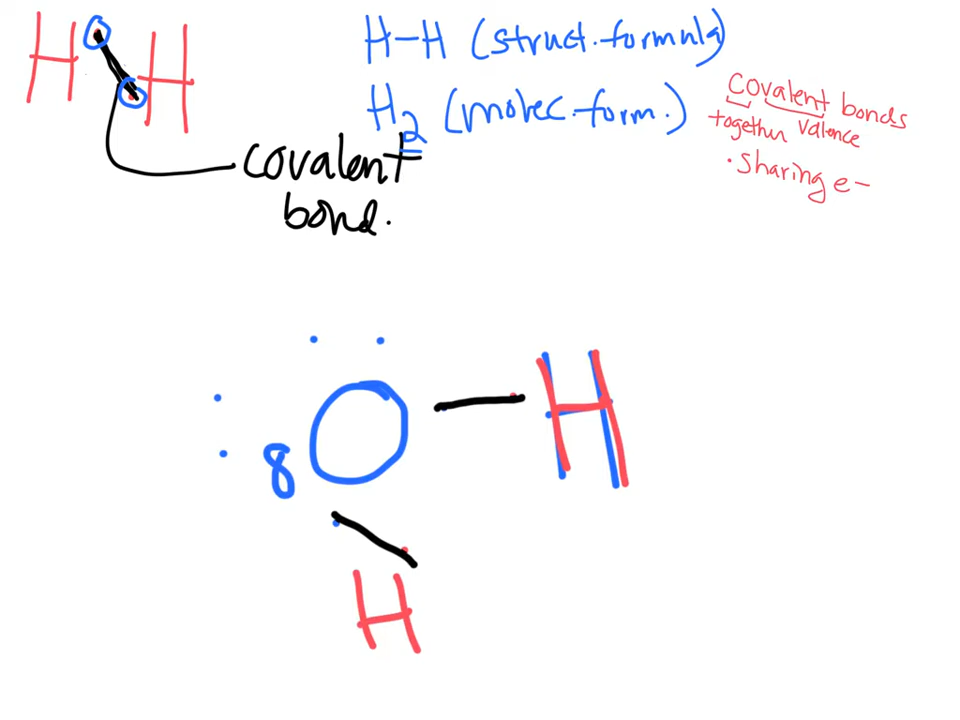 H H
H-H (struct. formula)
H2 (molec. form.)
Covalent bonds
together valence
• Sharing e-
covalent
bond.
8 O H
H